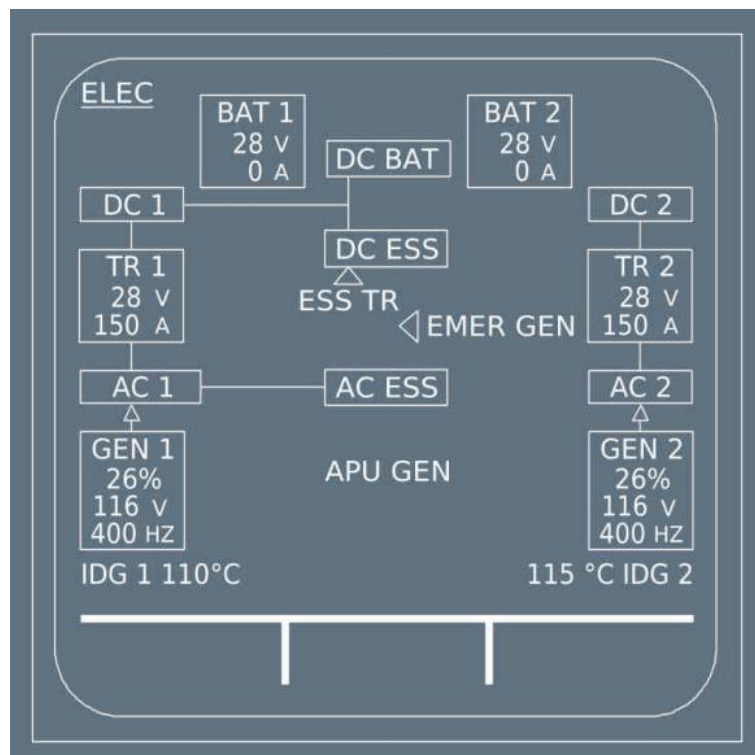 ELEC
BAT 1
28 V
0 A
DC BAT
BAT 2
28 V
0 A
DC 1
DC ESS
DC 2
TR 1
28 V
150 A
ESS TR
EMER GEN
TR 2
28 V
150 A
AC 1
AC ESS
AC 2
GEN 1
26%
116 V
400 HZ
APU GEN
GEN 2
26%
116 V
400 HZ
IDG 1 110°C
115 °C IDG 2